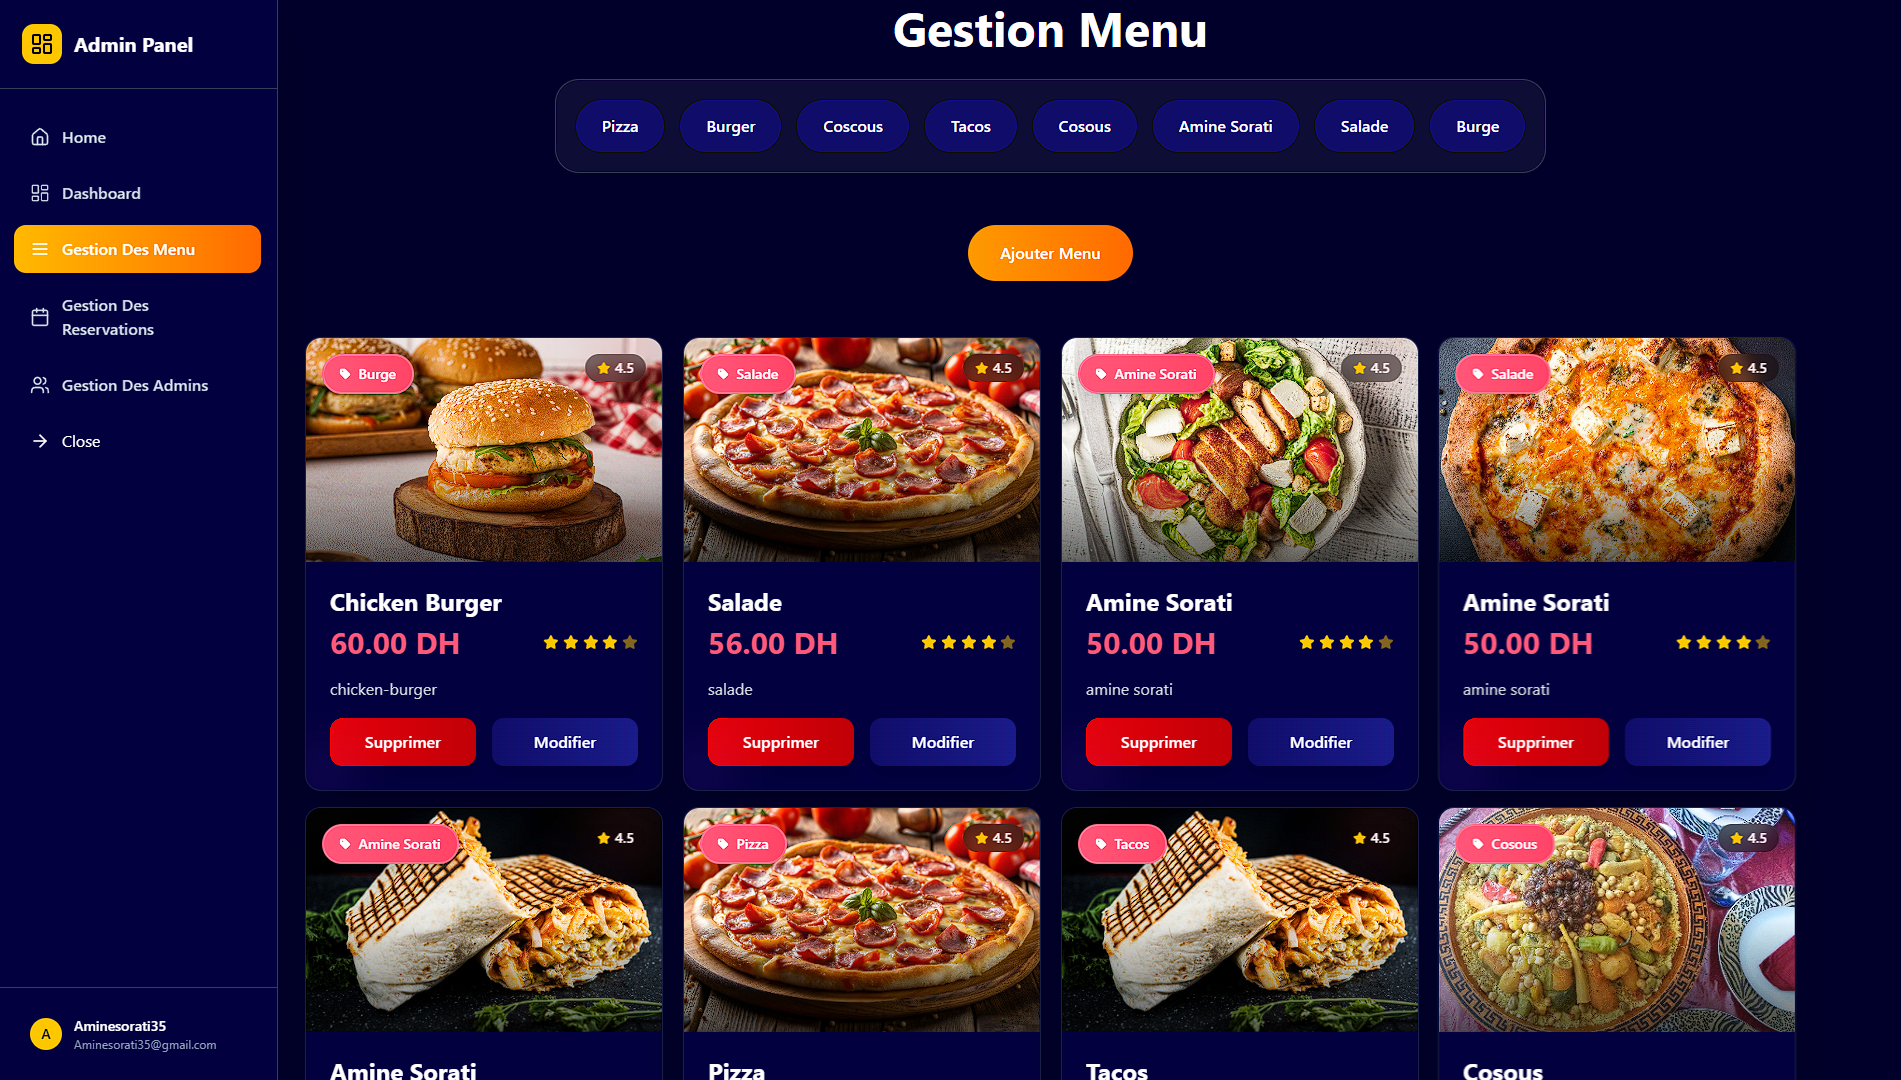 Admin Panel
Home
Dashboard
Gestion Des Menu
Gestion Des
Reservations
Gestion Des Admins
Close
A
Aminesorati35
Aminesorati35@gmail.com
Gestion Menu
Pizza
Burger
Coscous
Tacos
Cosous
Amine Sorati
Salade
Burge
Ajouter Menu
Burge
4.5
Chicken Burger
60.00 DH
chicken-burger
Supprimer
Modifier
Salade
4.5
Salade
56.00 DH
salade
Supprimer
Modifier
Amine Sorati
4.5
Amine Sorati
50.00 DH
amine sorati
Supprimer
Modifier
Salade
4.5
Amine Sorati
50.00 DH
amine sorati
Supprimer
Modifier
Amine Sorati
4.5
Amine Sorati
Pizza
4.5
Pizza
Tacos
4.5
Tacos
Cosous
4.5
Cosous